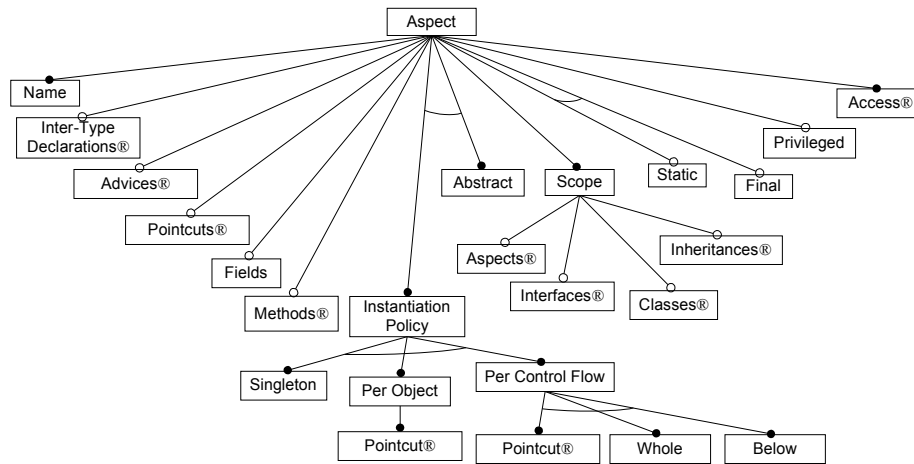 Aspect
Name
Access®
Inter-Type
Declarations®
Privileged
Advices®
Abstract
Scope
Static
Final
Pointcuts®
Fields
Aspects®
Inheritances®
Methods®
Instantiation
Policy
Interfaces®
Classes®
Singleton
Per Object
Per Control Flow
Pointcut®
Pointcut®
Whole
Below